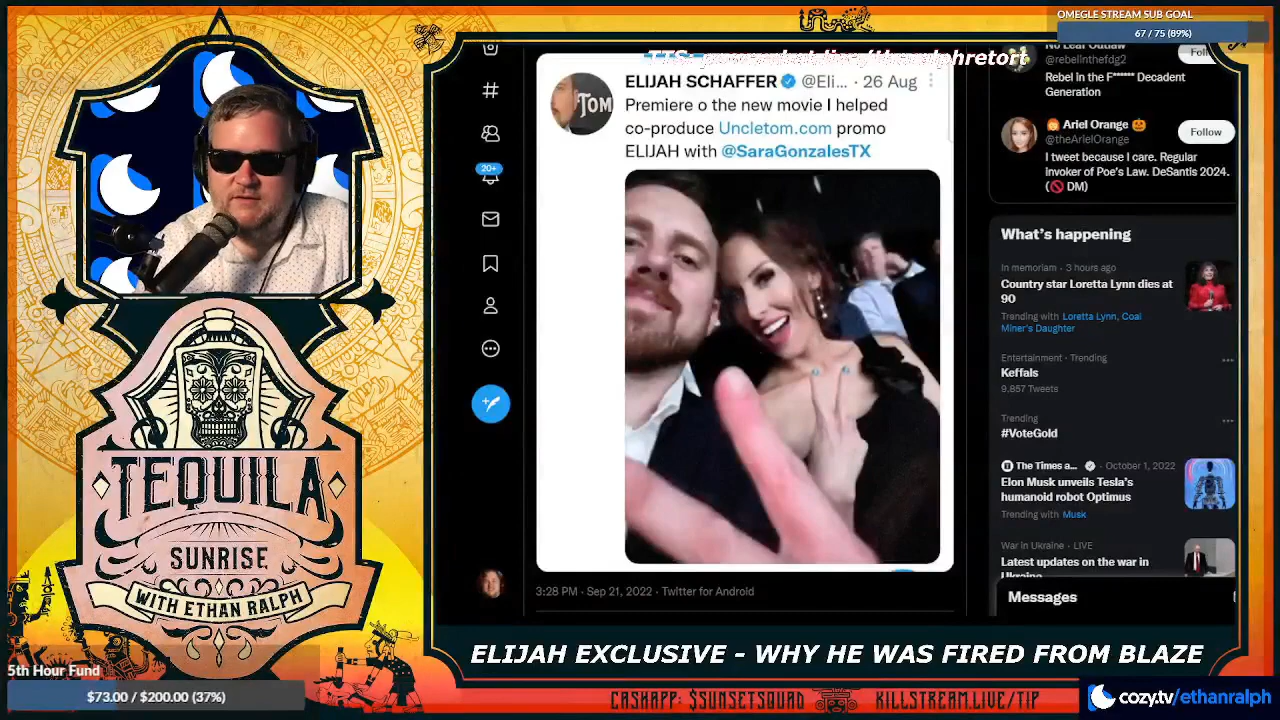 OMEGLE STREAM SUB GOAL
67 / 75 (89%)
ELIJAH SCHAFFER @Eli... · 26 Aug
Premiere o the new movie I helped
co-produce Uncletom.com promo
ELIJAH with @SaraGonzalesTX
TOM
20+
3:28 PM · Sep 21, 2022 · Twitter for Android
@rebelinthefdg2
Rebel in the F****** Decadent
Generation
Ariel Orange
@theArielOrange
Follow
I tweet because I care. Regular
Invoker of Poe's Law. DeSantis 2024.
(🚫 DM)
What's happening
In memoriam · 3 hours ago
Country star Loretta Lynn dies at
90
Trending with Loretta Lynn, Coal
Miner's Daughter
Entertainment · Trending
Keffals
9,857 Tweets
Trending
#VoteGold
The Times a... · October 1, 2022
Elon Musk unveils Tesla's
humanoid robot Optimus
Trending with Musk
War in Ukraine · LIVE
Latest updates on the war in
Messages
TEQUILA
SUNRISE
WITH ETHAN RALPH
5th Hour Fund
$73.00 / $200.00 (37%)
ELIJAH EXCLUSIVE - WHY HE WAS FIRED FROM BLAZE
CASHAPP: $SUNSETSQUAD
KILLSTREAM.LIVE/TIP
cozy.tv/ethanralph